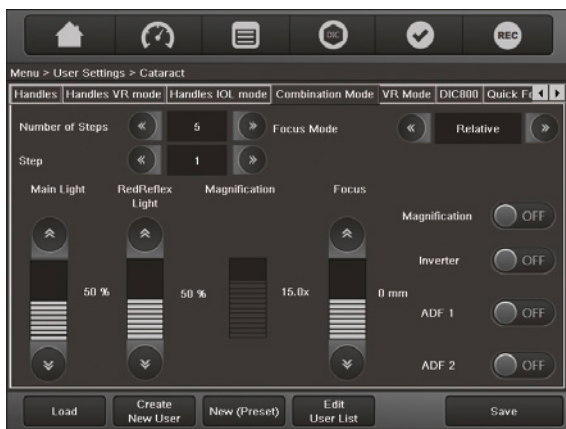 DIC
REC
Menu > User Settings > Cataract
Handles Handles VR mode Handles IOL mode Combination Mode VR Mode DIC800 Quick Fe
Number of Steps 5 Focus Mode Relative
Step 1
Main Light RedReflex Light Magnification Focus
Magnification OFF
Inverter OFF
50 % 50 % 15.0x 0 mm
ADF 1 OFF
ADF 2 OFF
Load Create New User New (Preset) Edit User List Save